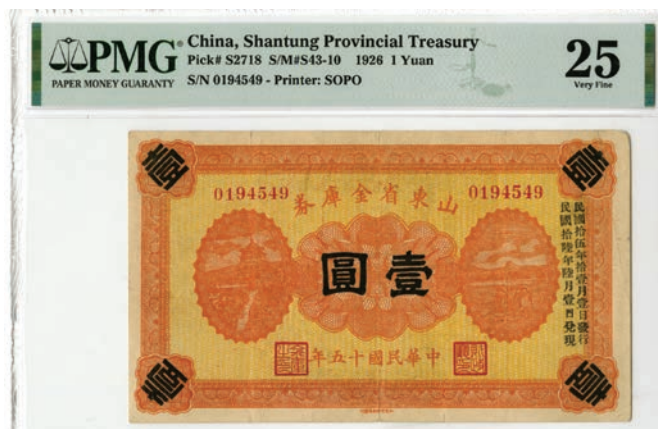 PMG
PAPER MONEY GUARANTY
China, Shantung Provincial Treasury
Pick# S2718 S/M#S43-10 1926 1 Yuan
S/N 0194549 - Printer: SOPO
25
Very Fine
壹
壹
0194549
0194549
券庫金省東山
圓壹
民國拾伍年拾壹月壹日發行
民國拾陸年陸月壹日兌現
年五十國民華中
壹
壹